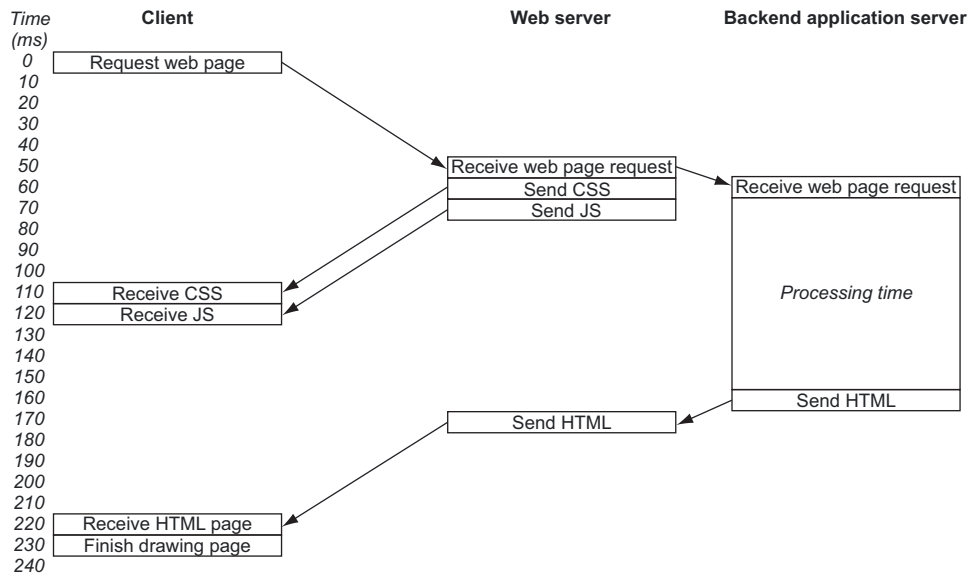 Time
(ms)
Client
Web server
Backend application server
0
Request web page
10
20
30
40
50
Receive web page request
60
Send CSS
Receive web page request
70
Send JS
80
90
100
110
Receive CSS
Processing time
120
Receive JS
130
140
150
160
Send HTML
170
Send HTML
180
190
200
210
220
Receive HTML page
230
Finish drawing page
240